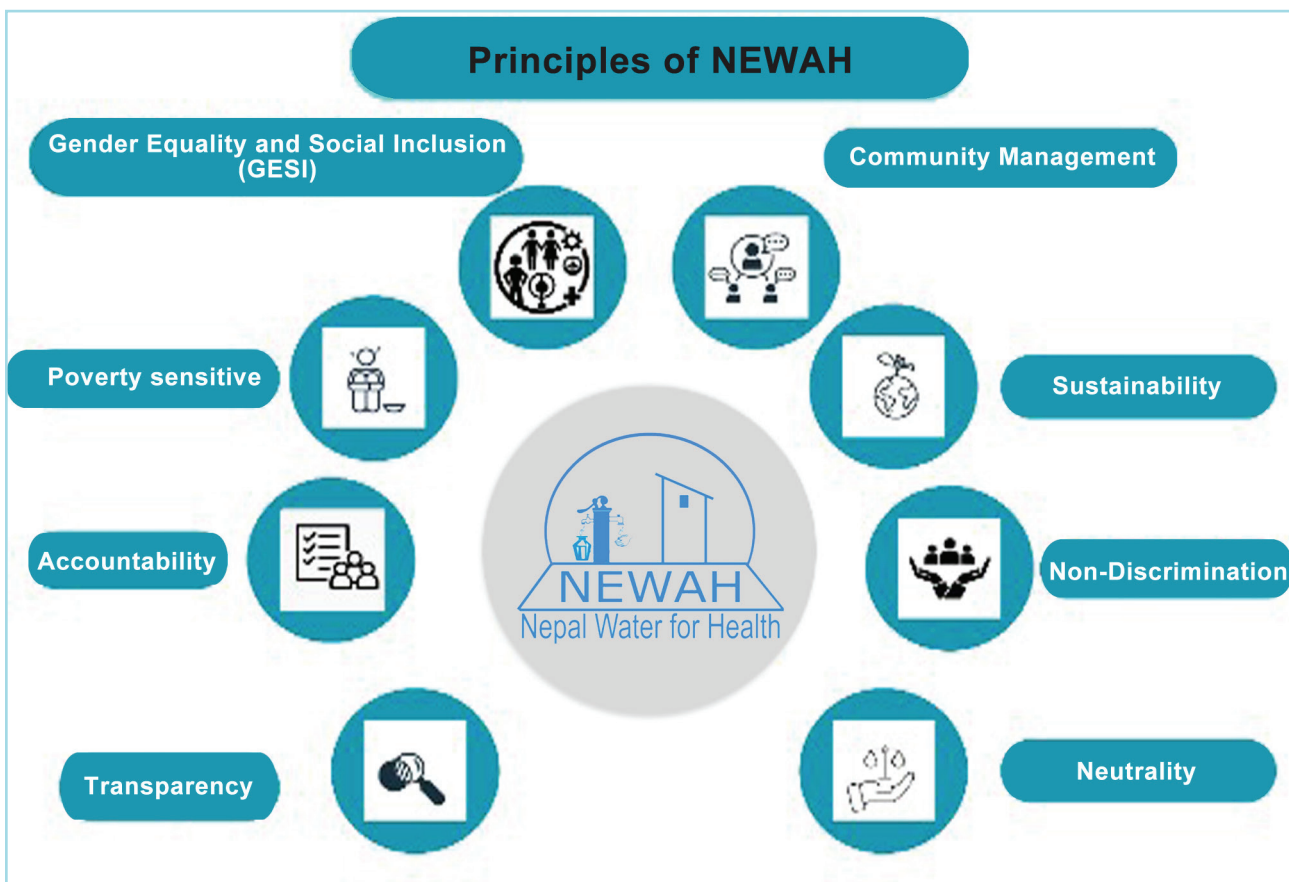 Principles of NEWAH
Gender Equality and Social Inclusion
(GESI)
Community Management
Poverty sensitive
Sustainability
Accountability
Non-Discrimination
NEWAH
Nepal Water for Health
Transparency
Neutrality